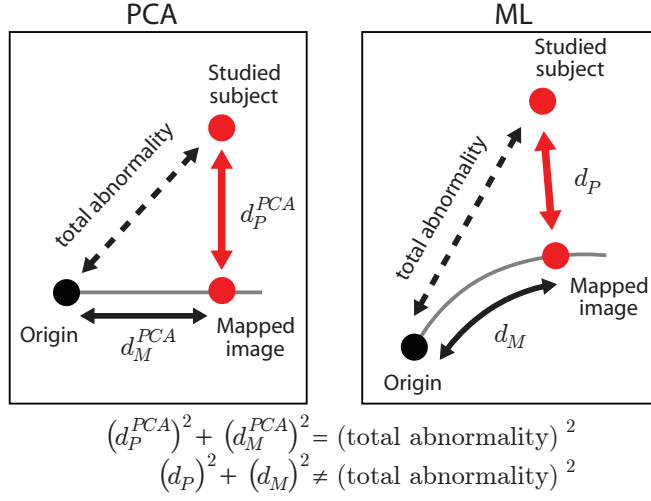 PCA
Studied
subject
total abnormality
d_P^{PCA}
Origin
d_M^{PCA}
Mapped
image
ML
Studied
subject
total abnormality
d_P
Mapped
image
d_M
Origin
(d_P^{PCA})^2 + (d_M^{PCA})^2 = (total abnormality)^2
(d_P)^2 + (d_M)^2 ≠ (total abnormality)^2